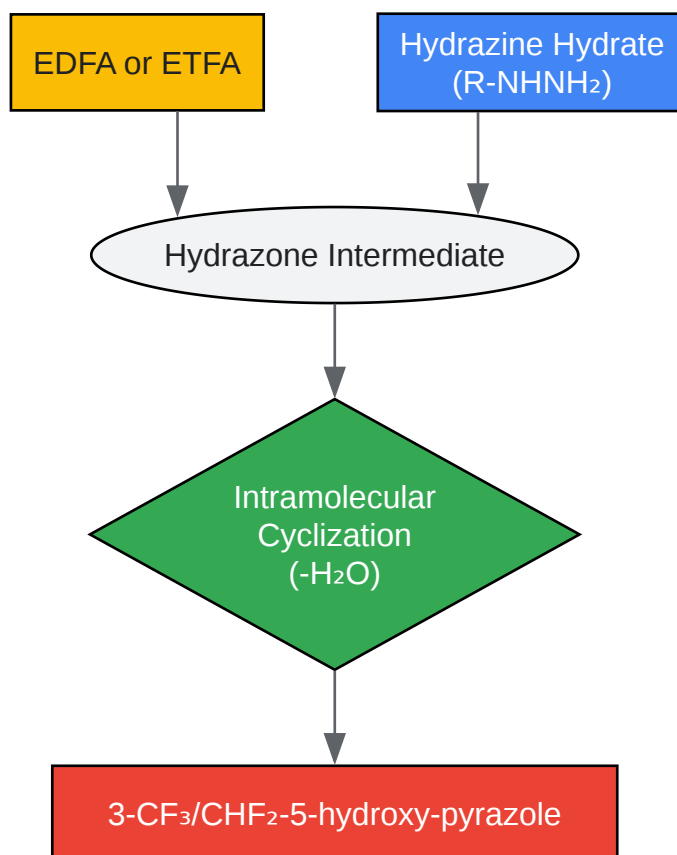 EDFA or ETFA
Hydrazine Hydrate
(R-NHNH₂)
Hydrazone Intermediate
Intramolecular
Cyclization
(-H₂O)
3-CF₃/CHF₂-5-hydroxy-pyrazole